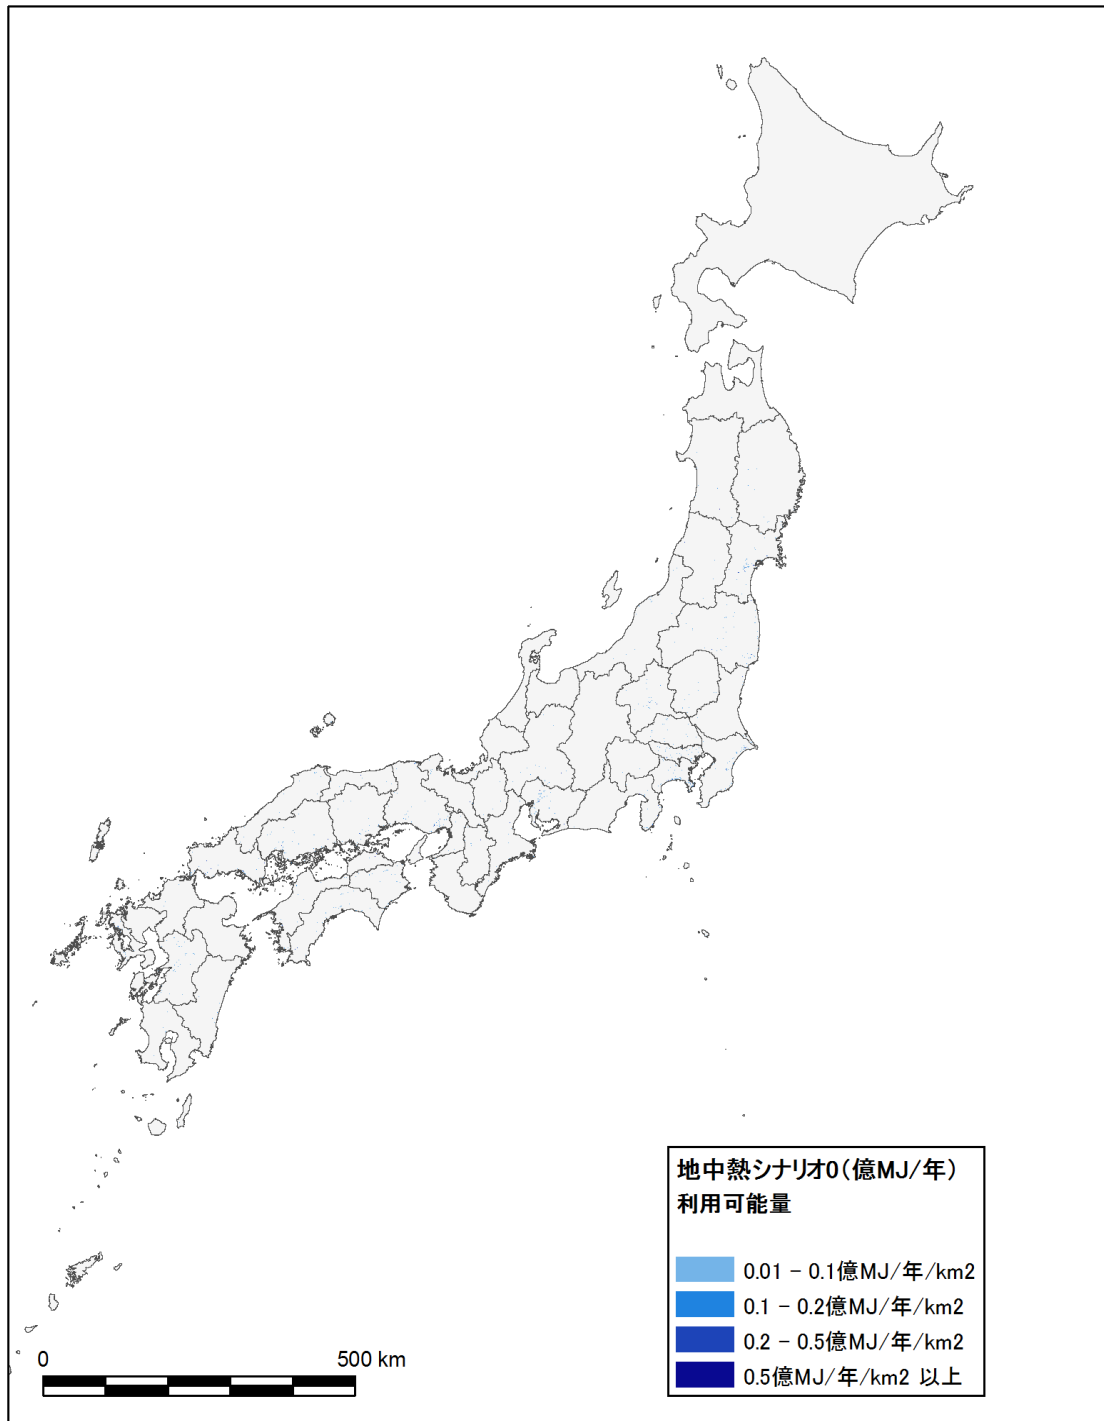 地中熱シナリオ0(億MJ/年)
利用可能量
0.01 - 0.1億MJ/年/km2
0.1 - 0.2億MJ/年/km2
0.2 - 0.5億MJ/年/km2
0.5億MJ/年/km2 以上
0 500 km